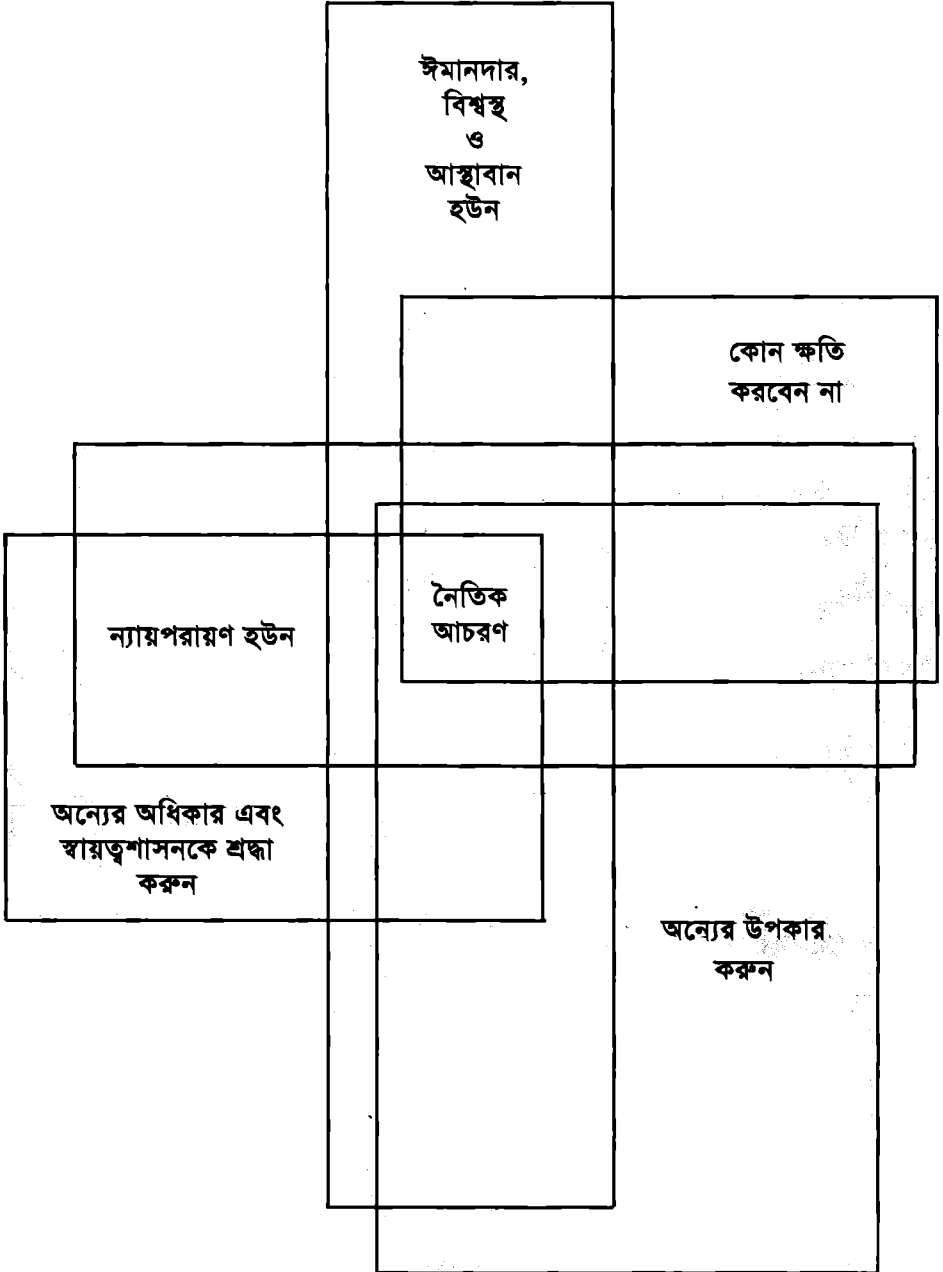 ঈমানদার,
বিশ্বস্থ
ও
আস্থাবান
হউন
কোন ক্ষতি
করবেন না
নৈতিক
আচরণ
ন্যায়পরায়ণ হউন
অন্যের অধিকার এবং
স্বায়ত্বশাসনকে শ্রদ্ধা
করুন
অন্যের উপকার
করুন